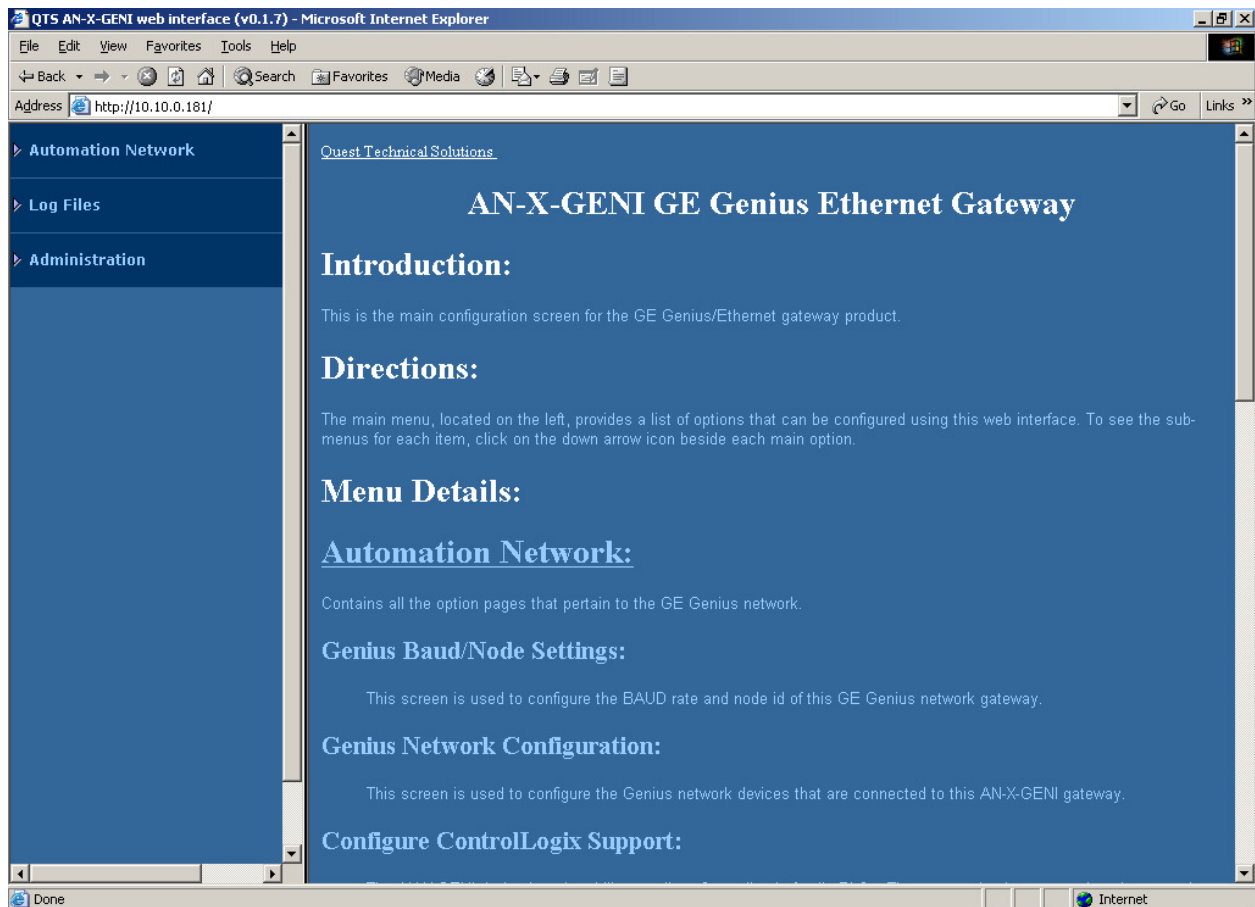 QTS AN-X-GENI web interface (v0.1.7) - Microsoft Internet Explorer
File Edit View Favorites Tools Help
Back Search Favorites Media
Address http://10.10.0.181/ Go Links »
Automation Network
Log Files
Administration
Quest Technical Solutions
AN-X-GENI GE Genius Ethernet Gateway
Introduction:
This is the main configuration screen for the GE Genius/Ethernet gateway product.
Directions:
The main menu, located on the left, provides a list of options that can be configured using this web interface. To see the sub-
menus for each item, click on the down arrow icon beside each main option.
Menu Details:
Automation Network:
Contains all the option pages that pertain to the GE Genius network.
Genius Baud/Node Settings:
This screen is used to configure the BAUD rate and node id of this GE Genius network gateway.
Genius Network Configuration:
This screen is used to configure the Genius network devices that are connected to this AN-X-GENI gateway.
Configure ControlLogix Support:
Done
Internet